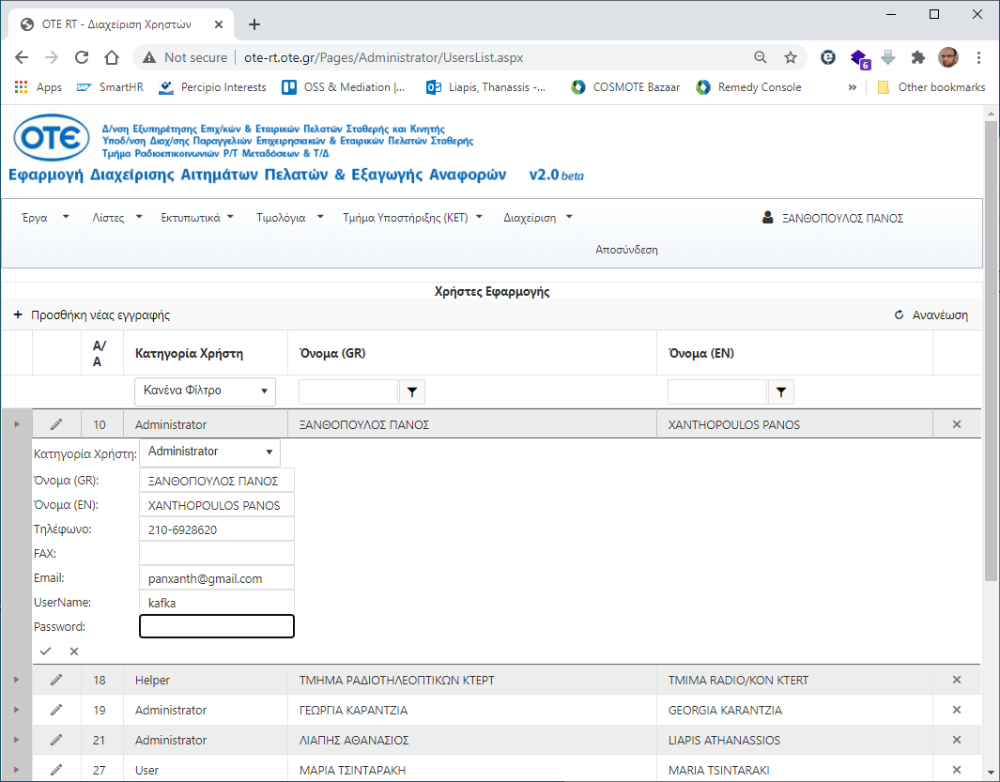 OTE RT - Διαχείριση Χρηστών
Not secure | ote-rt.ote.gr/Pages/Administrator/UsersList.aspx
6
Apps SmartHR Percipio Interests OSS & Mediation |... Liapis, Thanassis -... COSMOTE Bazaar Remedy Console » Other bookmarks
OTE
Δ/νση Εξυπηρέτησης Επιχ/κών & Εταιρικών Πελατών Σταθερής και Κινητής
Υποδ/νση Διαχ/σης Παραγγελιών Επιχειρησιακών & Εταιρικών Πελατών Σταθερής
Τμήμα Ραδιοεπικοινωνιών Ρ/Τ Μεταδόσεων & Τ/Δ
Εφαρμογή Διαχείρισης Αιτημάτων Πελατών & Εξαγωγής Αναφορών v2.0 beta
Έργα Λίστες Εκτυπωτικά Τιμολόγια Τμήμα Υποστήριξης (ΚΕΤ) Διαχείριση ΞΑΝΘΟΠΟΥΛΟΣ ΠΑΝΟΣ
Αποσύνδεση
Χρήστες Εφαρμογής
+ Προσθήκη νέας εγγραφής Ανανέωση
Α/
Α Κατηγορία Χρήστη Όνομα (GR) Όνομα (EN)
Κανένα Φίλτρο
10 Administrator ΞΑΝΘΟΠΟΥΛΟΣ ΠΑΝΟΣ XANTHOPOULOS PANOS
Κατηγορία Χρήστη: Administrator
Όνομα (GR): ΞΑΝΘΟΠΟΥΛΟΣ ΠΑΝΟΣ
Όνομα (EN): XANTHOPOULOS PANOS
Τηλέφωνο: 210-6928620
FAX:
Email: panxanth@gmail.com
UserName: kafka
Password:
18 Helper ΤΜΗΜΑ ΡΑΔΙΟΤΗΛΕΟΠΤΙΚΩΝ ΚΤΕΡΤ TMIMA RADIO/KON KTERT
19 Administrator ΓΕΩΡΓΙΑ ΚΑΡΑΝΤΖΙΑ GEORGIA KARANTZIA
21 Administrator ΛΙΑΠΗΣ ΑΘΑΝΑΣΙΟΣ LIAPIS ATHANASSIOS
27 User ΜΑΡΙΑ ΤΣΙΝΤΑΡΑΚΗ MARIA TSINTARAKI